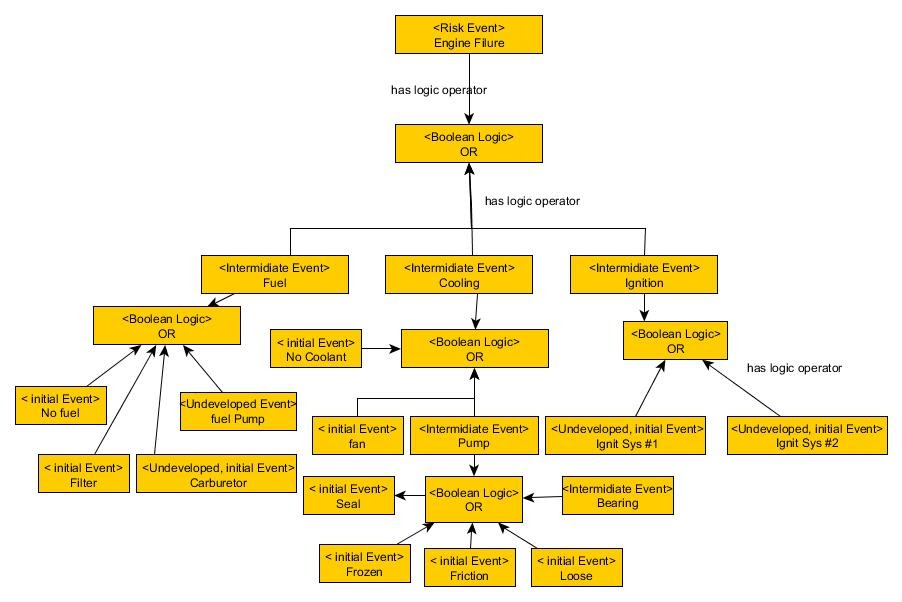 <Risk Event>
Engine Filure
has logic operator
<Boolean Logic>
OR
has logic operator
<Intermidiate Event>
Fuel
<Intermidiate Event>
Cooling
<Intermidiate Event>
Ignition
<Boolean Logic>
OR
< initial Event>
No Coolant
<Boolean Logic>
OR
<Boolean Logic>
OR
has logic operator
< initial Event>
No fuel
<Undeveloped Event>
fuel Pump
< initial Event>
fan
<Intermidiate Event>
Pump
<Undeveloped, initial Event>
Ignit Sys #1
<Undeveloped, initial Event>
Ignit Sys #2
< initial Event>
Filter
<Undeveloped, initial Event>
Carburetor
< initial Event>
Seal
<Boolean Logic>
OR
<Intermidiate Event>
Bearing
< initial Event>
Frozen
< initial Event>
Friction
< initial Event>
Loose